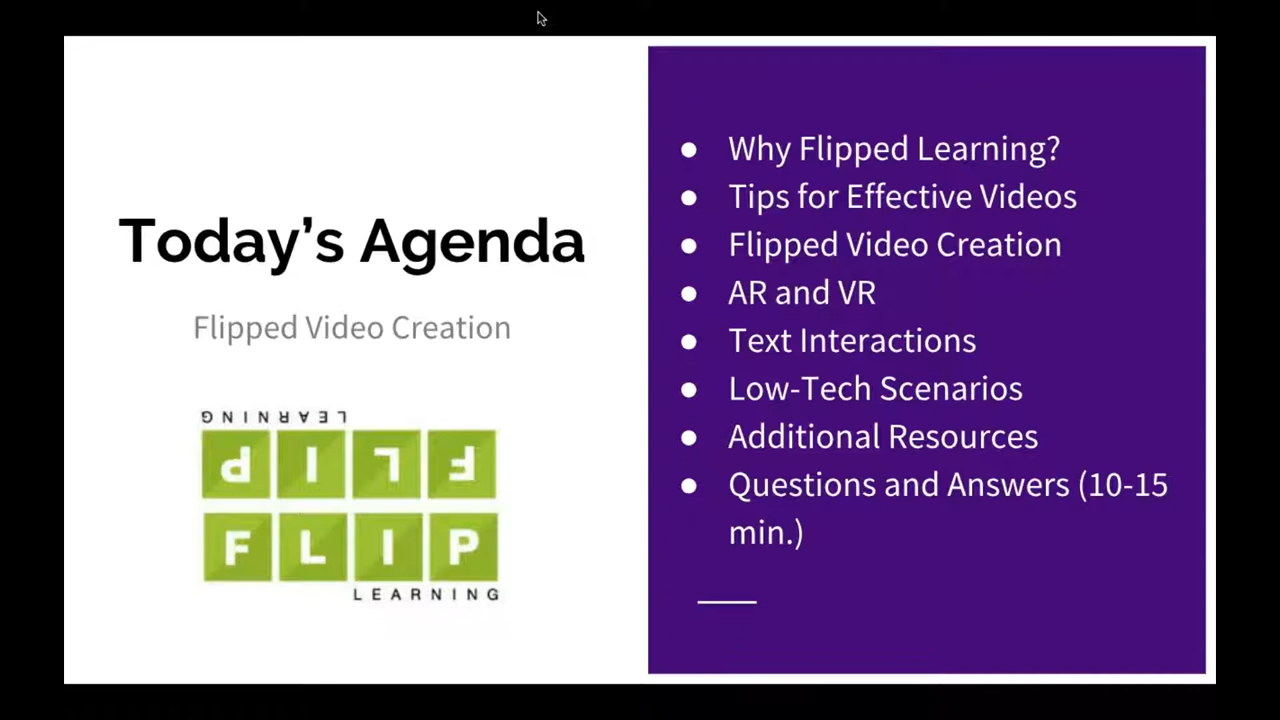 Today's Agenda
Flipped Video Creation
LEARNING
FLIP
FLIP
LEARNING
● Why Flipped Learning?
● Tips for Effective Videos
● Flipped Video Creation
● AR and VR
● Text Interactions
● Low-Tech Scenarios
● Additional Resources
● Questions and Answers (10-15
min.)